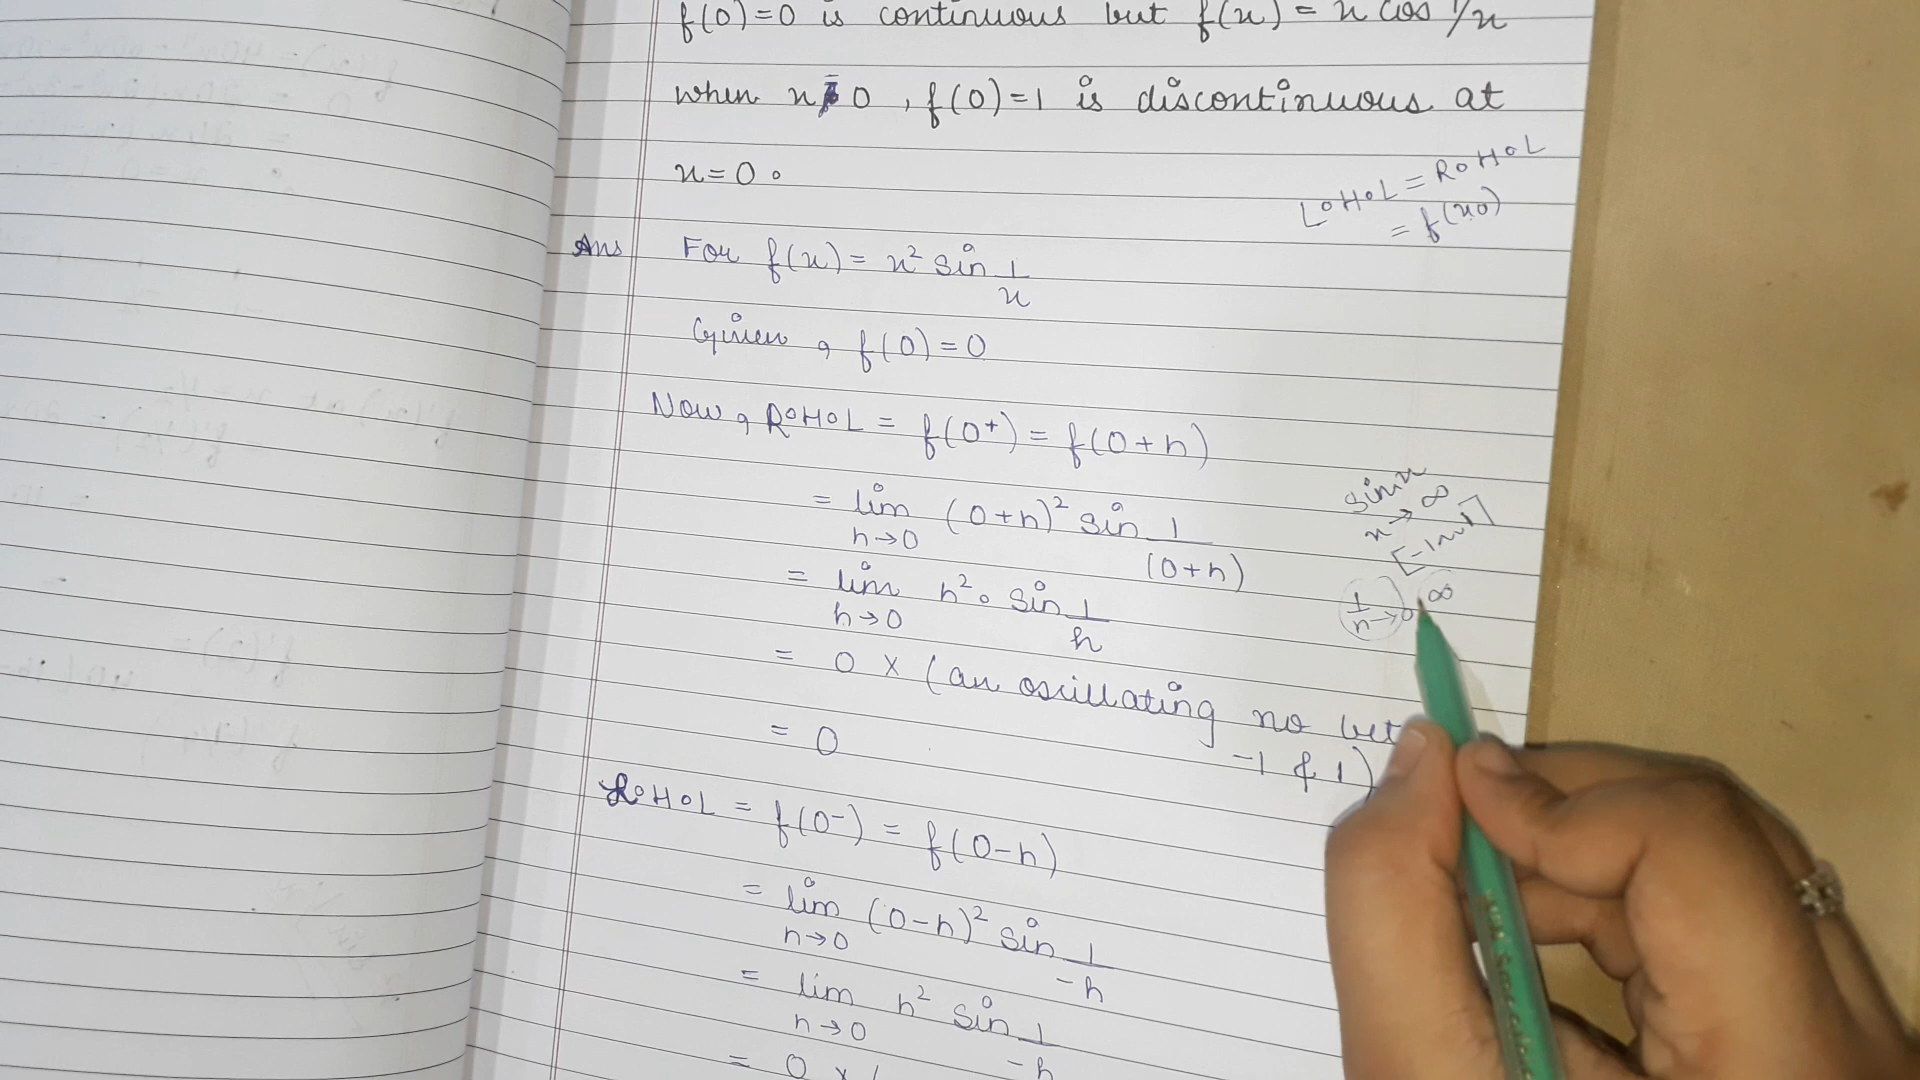 f(0)=0 is continuous but f(x) = x cos 1/x
when x≠0, f(0)=1 is discontinuous at
x=0.
L.H.L = R.H.L
= f(x0)
Ans For f(x) = x² sin 1/x
Given, f(0)=0
Now, R.H.L = f(0+) = f(0+h)
= lim h→0 (0+h)² sin 1/(0+h)
= lim h→0 h². sin 1/h
= 0 × (an oscillating no bet
-1 & 1)
= 0
sin x
x→∞
1/h→0
∞
L.H.L = f(0-) = f(0-h)
= lim h→0 (0-h)² sin 1/-h
= lim h→0 h² sin 1/-h
= 0 × (